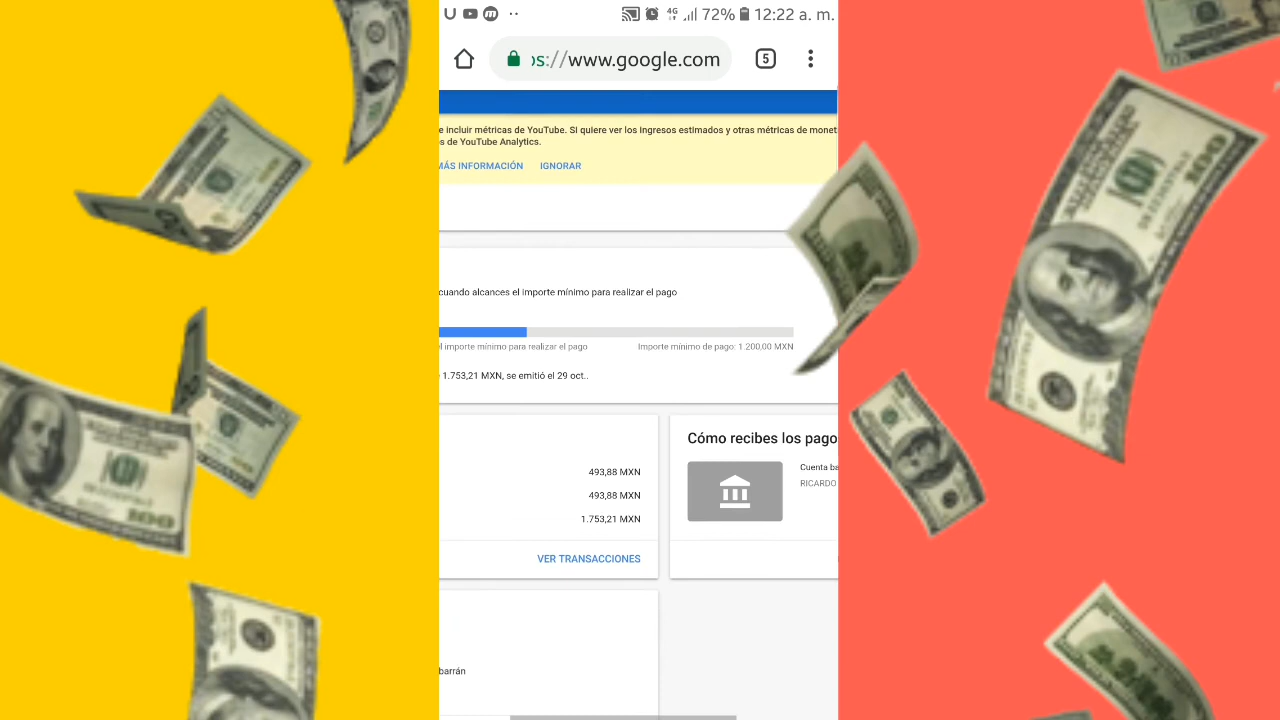 72% 12:22 a. m.
4G
ps://www.google.com
5
e incluir métricas de YouTube. Si quiere ver los ingresos estimados y otras métricas de monet
s de YouTube Analytics.
MÁS INFORMACIÓN IGNORAR
cuando alcances el importe mínimo para realizar el pago
l importe mínimo para realizar el pago
Importe mínimo de pago: 1.200,00 MXN
1.753,21 MXN, se emitió el 29 oct..
493,88 MXN
493,88 MXN
1.753,21 MXN
VER TRANSACCIONES
Cómo recibes los pago
Cuenta ba
RICARDO
barrán
100
100